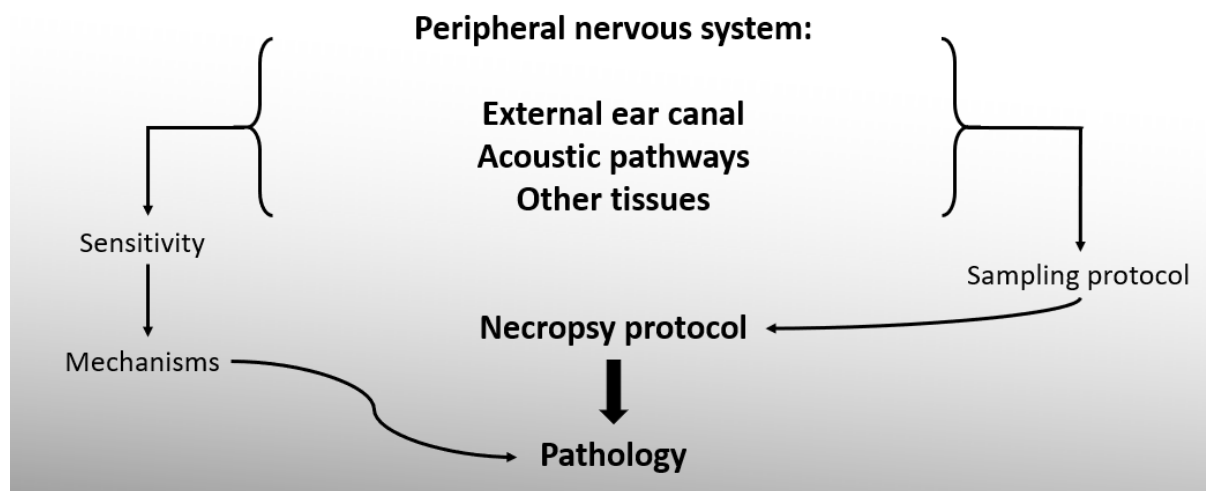 Peripheral nervous system:
External ear canal
Acoustic pathways
Other tissues
Sensitivity
Sampling protocol
Necropsy protocol
Mechanisms
Pathology